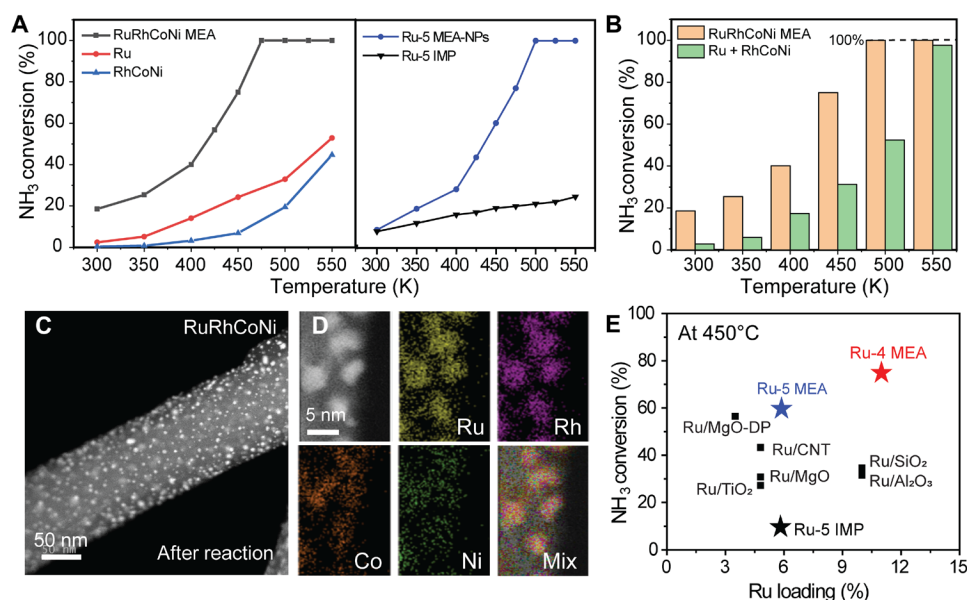 A
NH₃ conversion (%)
100
80
60
40
20
0
RuRhCoNi MEA
Ru
RhCoNi
Ru-5 MEA-NPs
Ru-5 IMP
300 350 400 450 500 550
300 350 400 450 500 550
Temperature (K)
B
NH₃ conversion (%)
100
80
60
40
20
0
RuRhCoNi MEA
Ru + RhCoNi
100%
300 350 400 450 500 550
Temperature (K)
C
RuRhCoNi
50 nm
After reaction
D
5 nm
Ru
Rh
Co
Ni
Mix
E
NH₃ conversion (%)
100
80
60
40
20
0
At 450°C
Ru-4 MEA
Ru-5 MEA
Ru/MgO-DP
Ru/CNT
Ru/MgO
Ru/TiO₂
Ru/SiO₂
Ru/Al₂O₃
Ru-5 IMP
0 3 6 9 12 15
Ru loading (%)